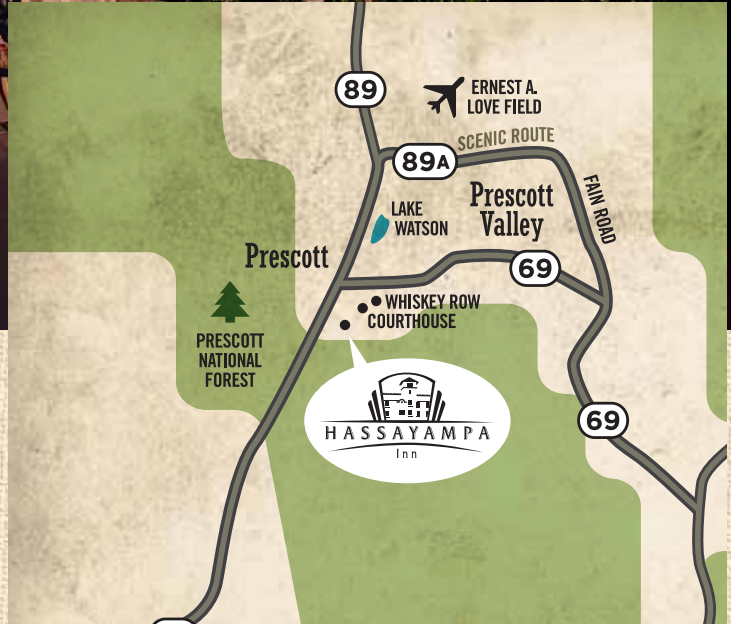 89
ERNEST A.
LOVE FIELD
SCENIC ROUTE
89A
FAIN ROAD
Prescott
Valley
LAKE
WATSON
Prescott
69
WHISKEY ROW
COURTHOUSE
PRESCOTT
NATIONAL
FOREST
HASSAYAMPA
Inn
69